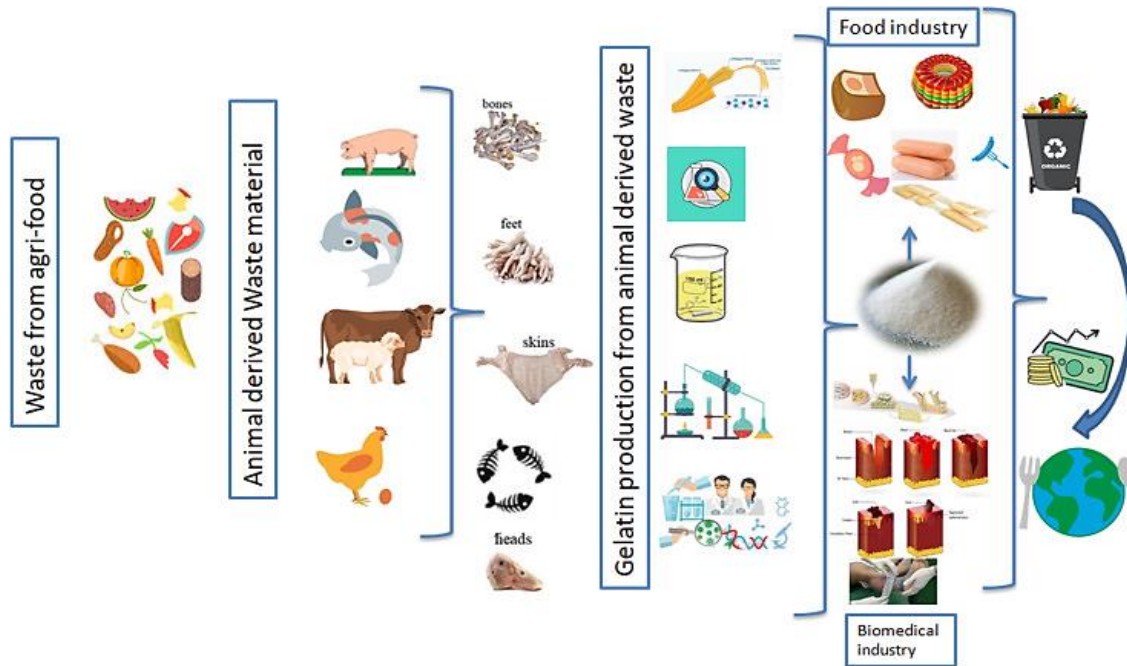 Waste from agri-food
Animal derived Waste material
bones
feet
skins
heads
Gelatin production from animal derived waste
Food industry
ORGANIC
Biomedical
industry